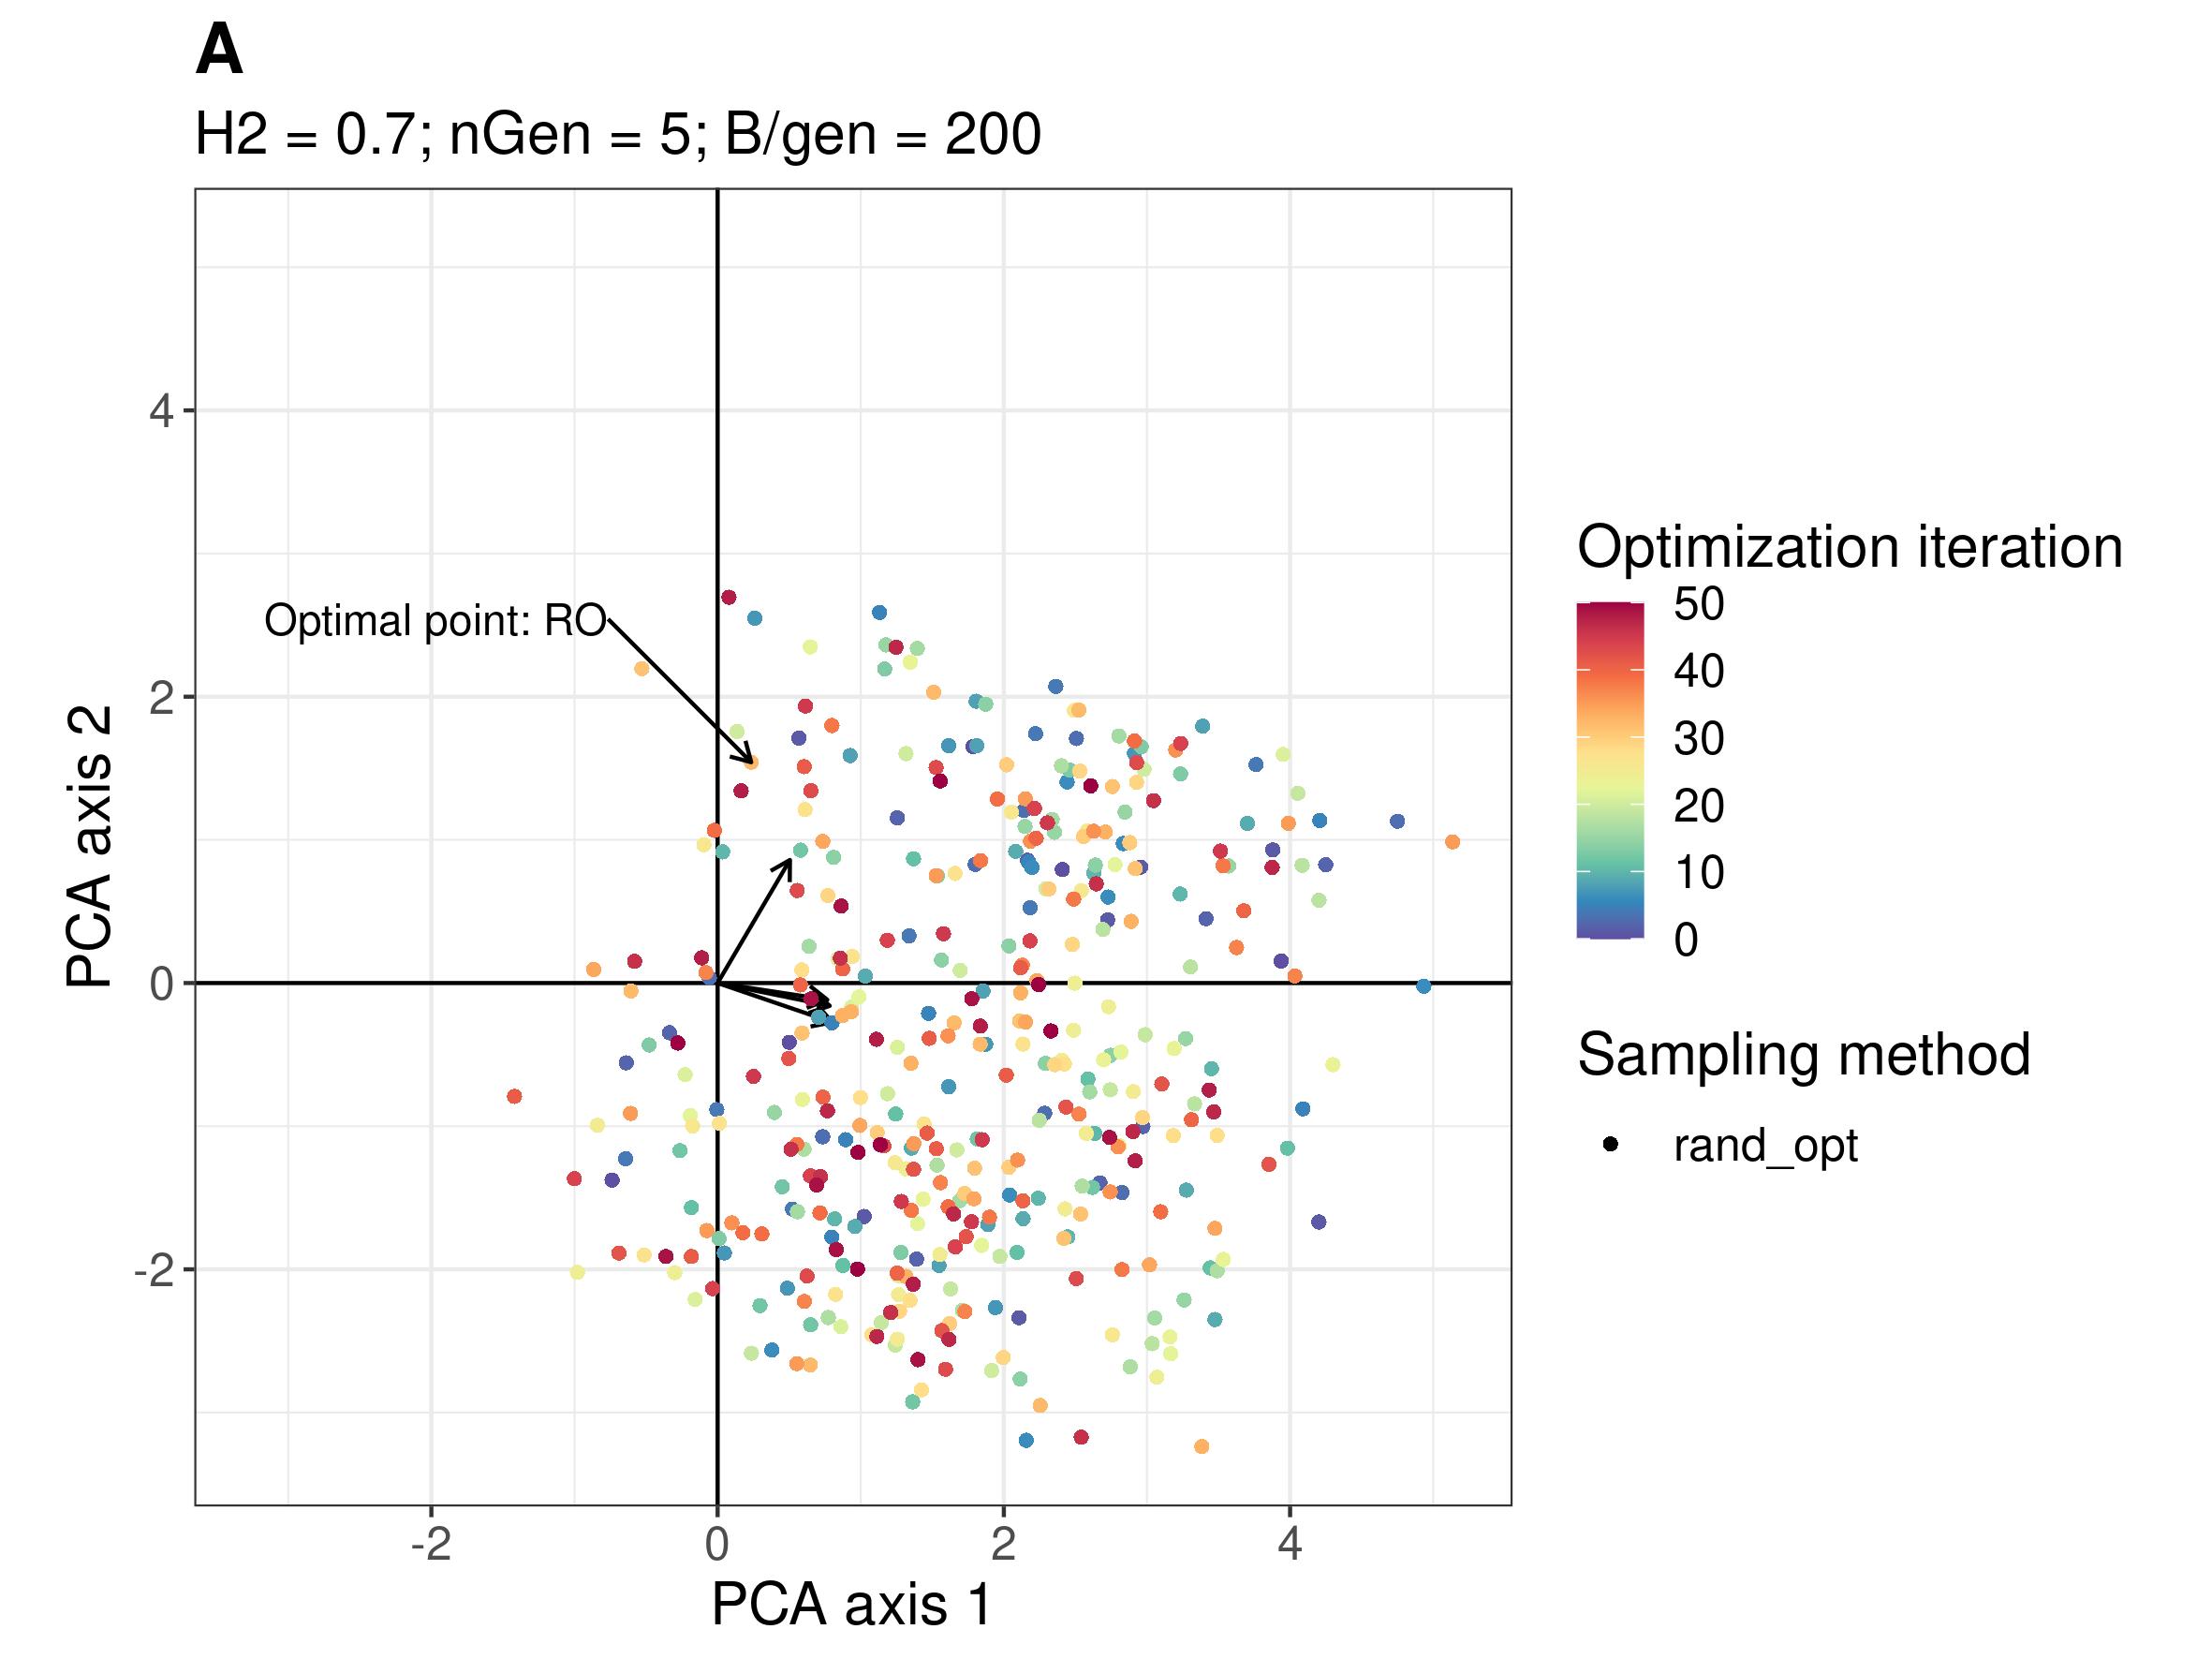 A
H2 = 0.7; nGen = 5; B/gen = 200
Optimal point: RO
PCA axis 2
4
2
0
-2
-2
0
2
4
PCA axis 1
Optimization iteration
50
40
30
20
10
0
Sampling method
rand_opt